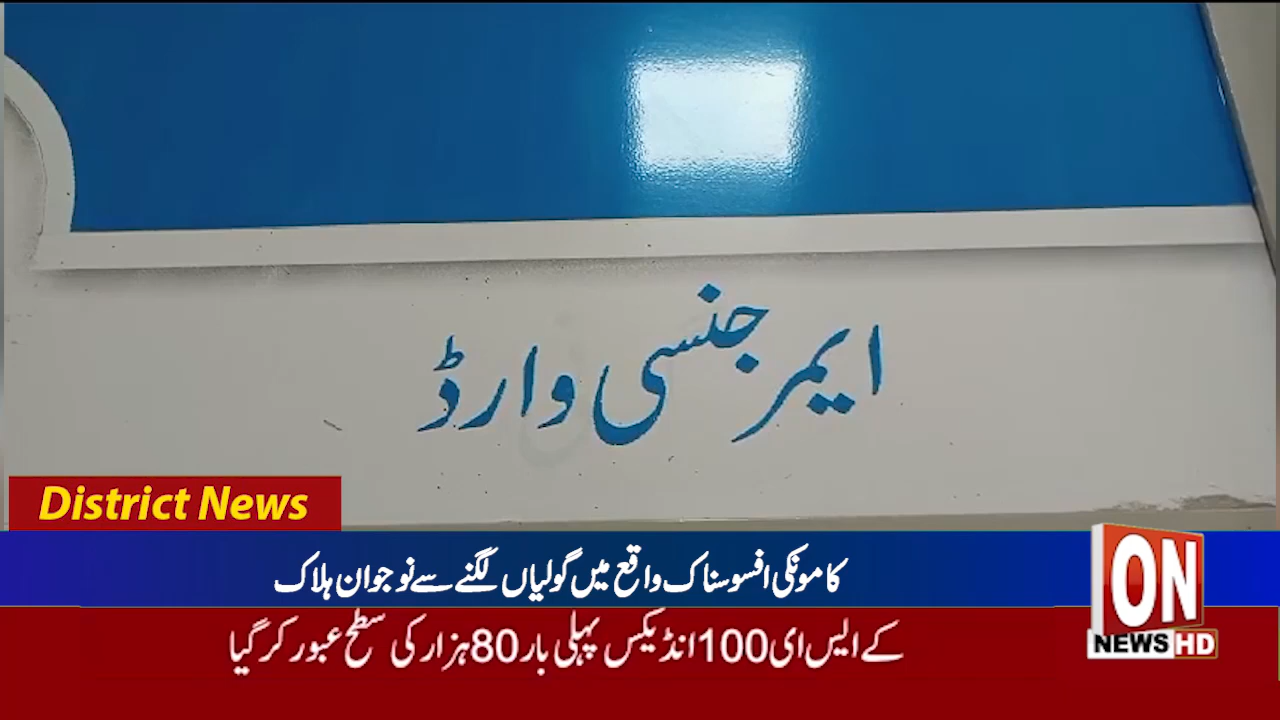 ایمرجنسی وارڈ
District News
کامونکی افسوسناک واقع میں گولیاں لگنے سے نوجوان ہلاک
کے ایس ای 100 انڈیکس پہلی بار 80 ہزار کی سطح عبور کر گیا
ON
NEWS HD